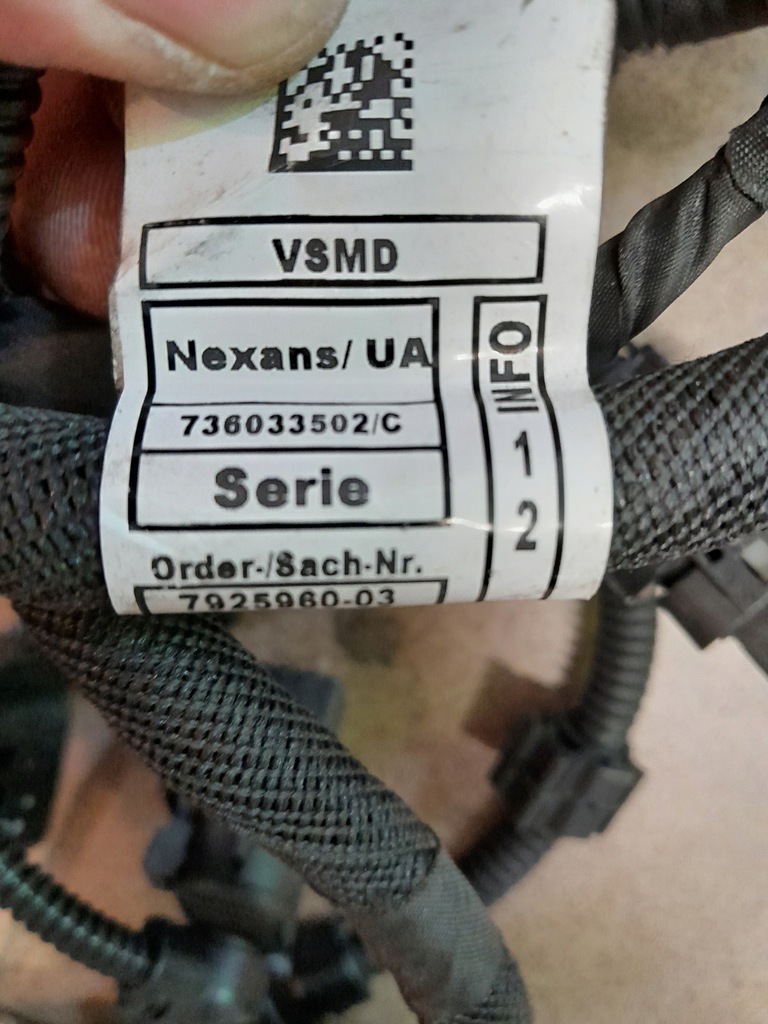 VSMD
Nexans/ UA
736033502/C
Serie
Order-/Sach-Nr.
7925960-03
INFO
1
2